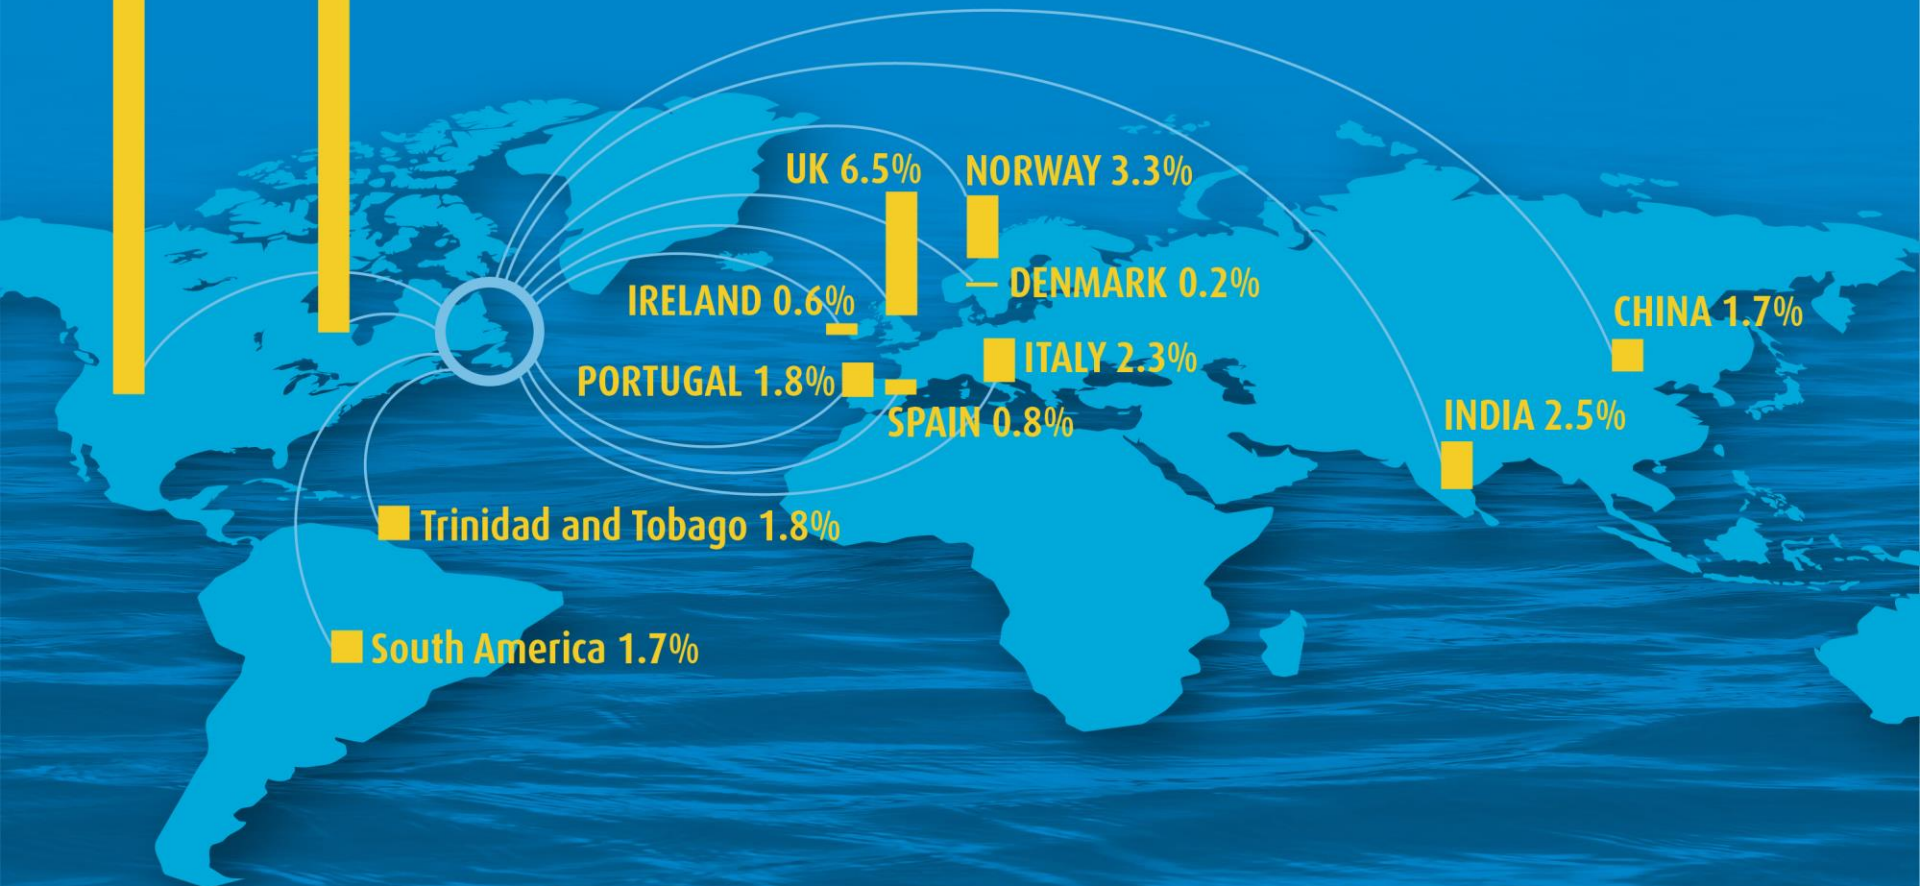 UK 6.5%
NORWAY 3.3%
DENMARK 0.2%
IRELAND 0.6%
CHINA 1.7%
ITALY 2.3%
PORTUGAL 1.8%
SPAIN 0.8%
INDIA 2.5%
Trinidad and Tobago 1.8%
South America 1.7%